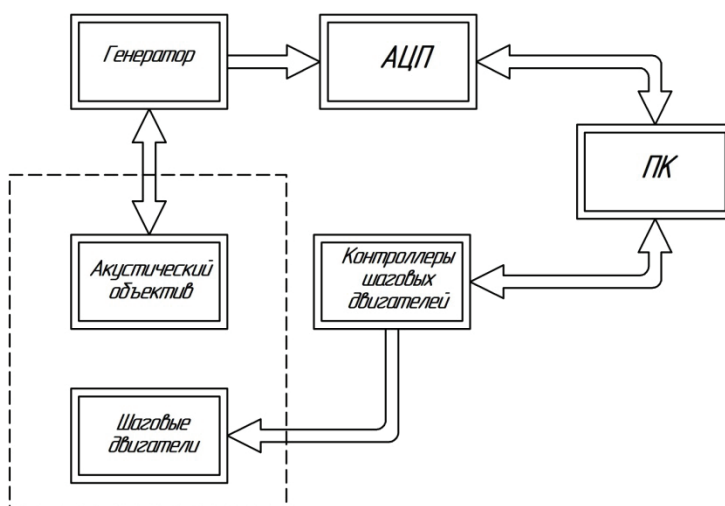 Генератор
АЦП
ПК
Акустический
объектив
Контроллеры
шаговых
двигателей
Шаговые
двигатели